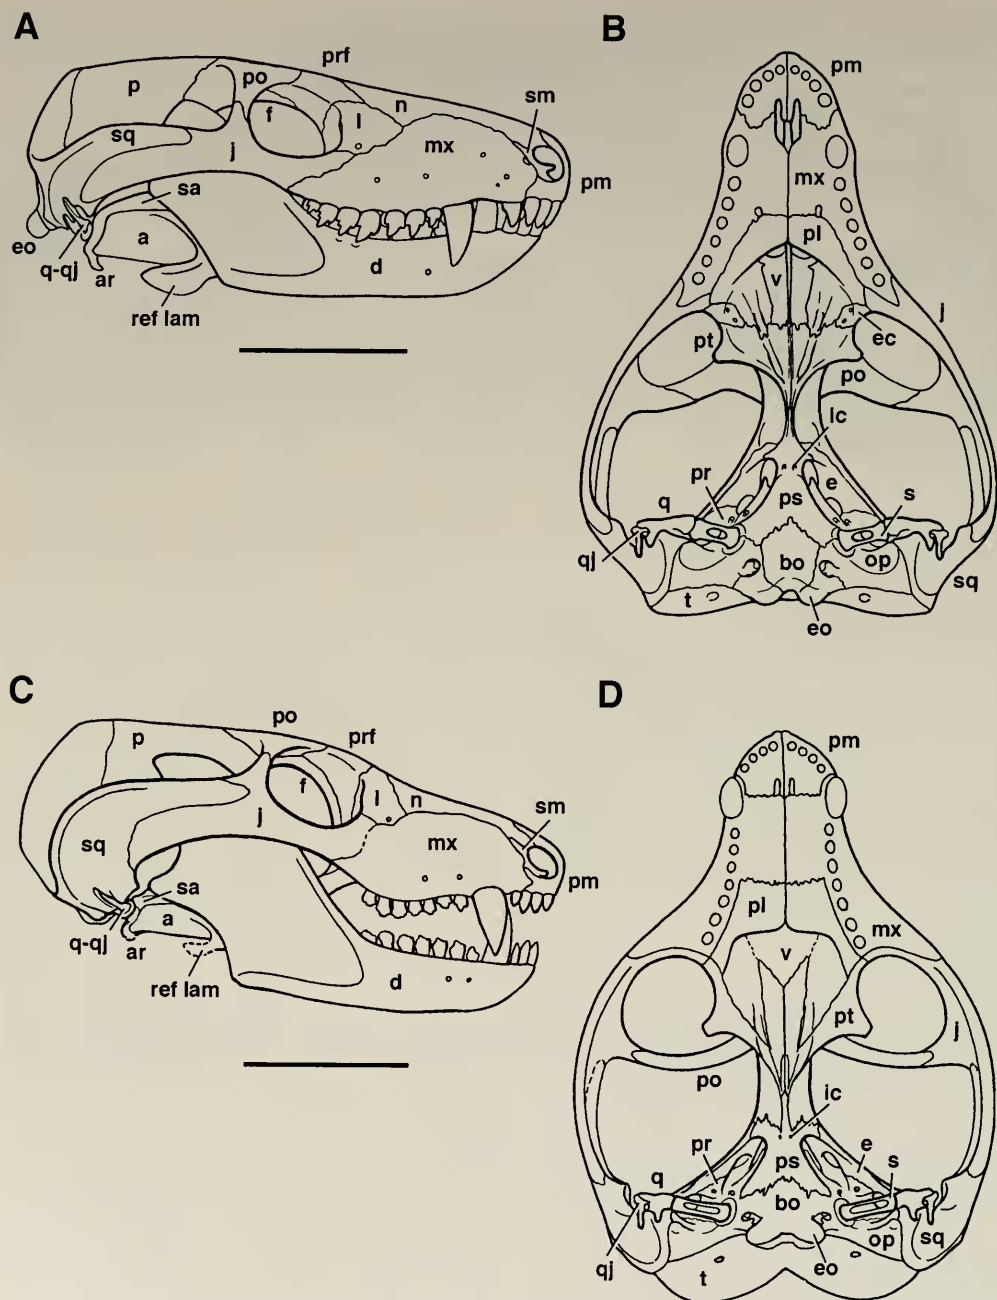 A
prf
po
p
f
n
sm
l
sq
mx
j
pm
sa
eo
a
q-qj
ar
d
ref lam
B
pm
mx
pl
v
j
pt
ec
po
ic
pr
e
s
q
ps
qj
bo
op
sq
t
eo
C
po
prf
p
f
l
n
sm
j
mx
sq
pm
sa
a
q-qj
ar
ref lam
d
D
pm
pl
mx
v
pt
j
po
ic
pr
e
s
q
ps
bo
op
sq
qj
eo
t